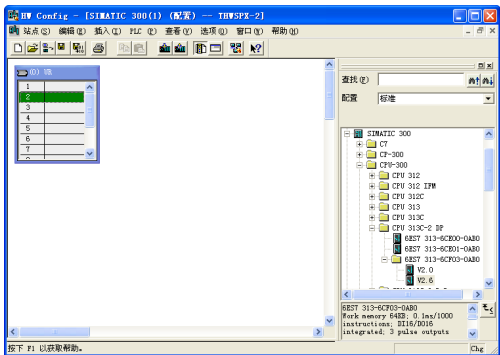 HW Config - [SIMATIC 300(1) (配置) -- THWSPX-2]
站点(S) 编辑(E) 插入(I) PLC (P) 查看(V) 选项(O) 窗口(W) 帮助(H)
(0) UR
1
2
3
4
5
6
7
查找(F)
配置 标准
SIMATIC 300
C7
CP-300
CPU-300
CPU 312
CPU 312 IFM
CPU 312C
CPU 313
CPU 313C
CPU 313C-2 DP
6ES7 313-6CE00-0AB0
6ES7 313-6CE01-0AB0
6ES7 313-6CF03-0AB0
V2.0
V2.6
6ES7 313-6CF03-0AB0
Work memory 64KB; 0.1ms/1000
instructions; DI16/DO16
integrated; 3 pulse outputs
按下 F1 以获取帮助。
Chg